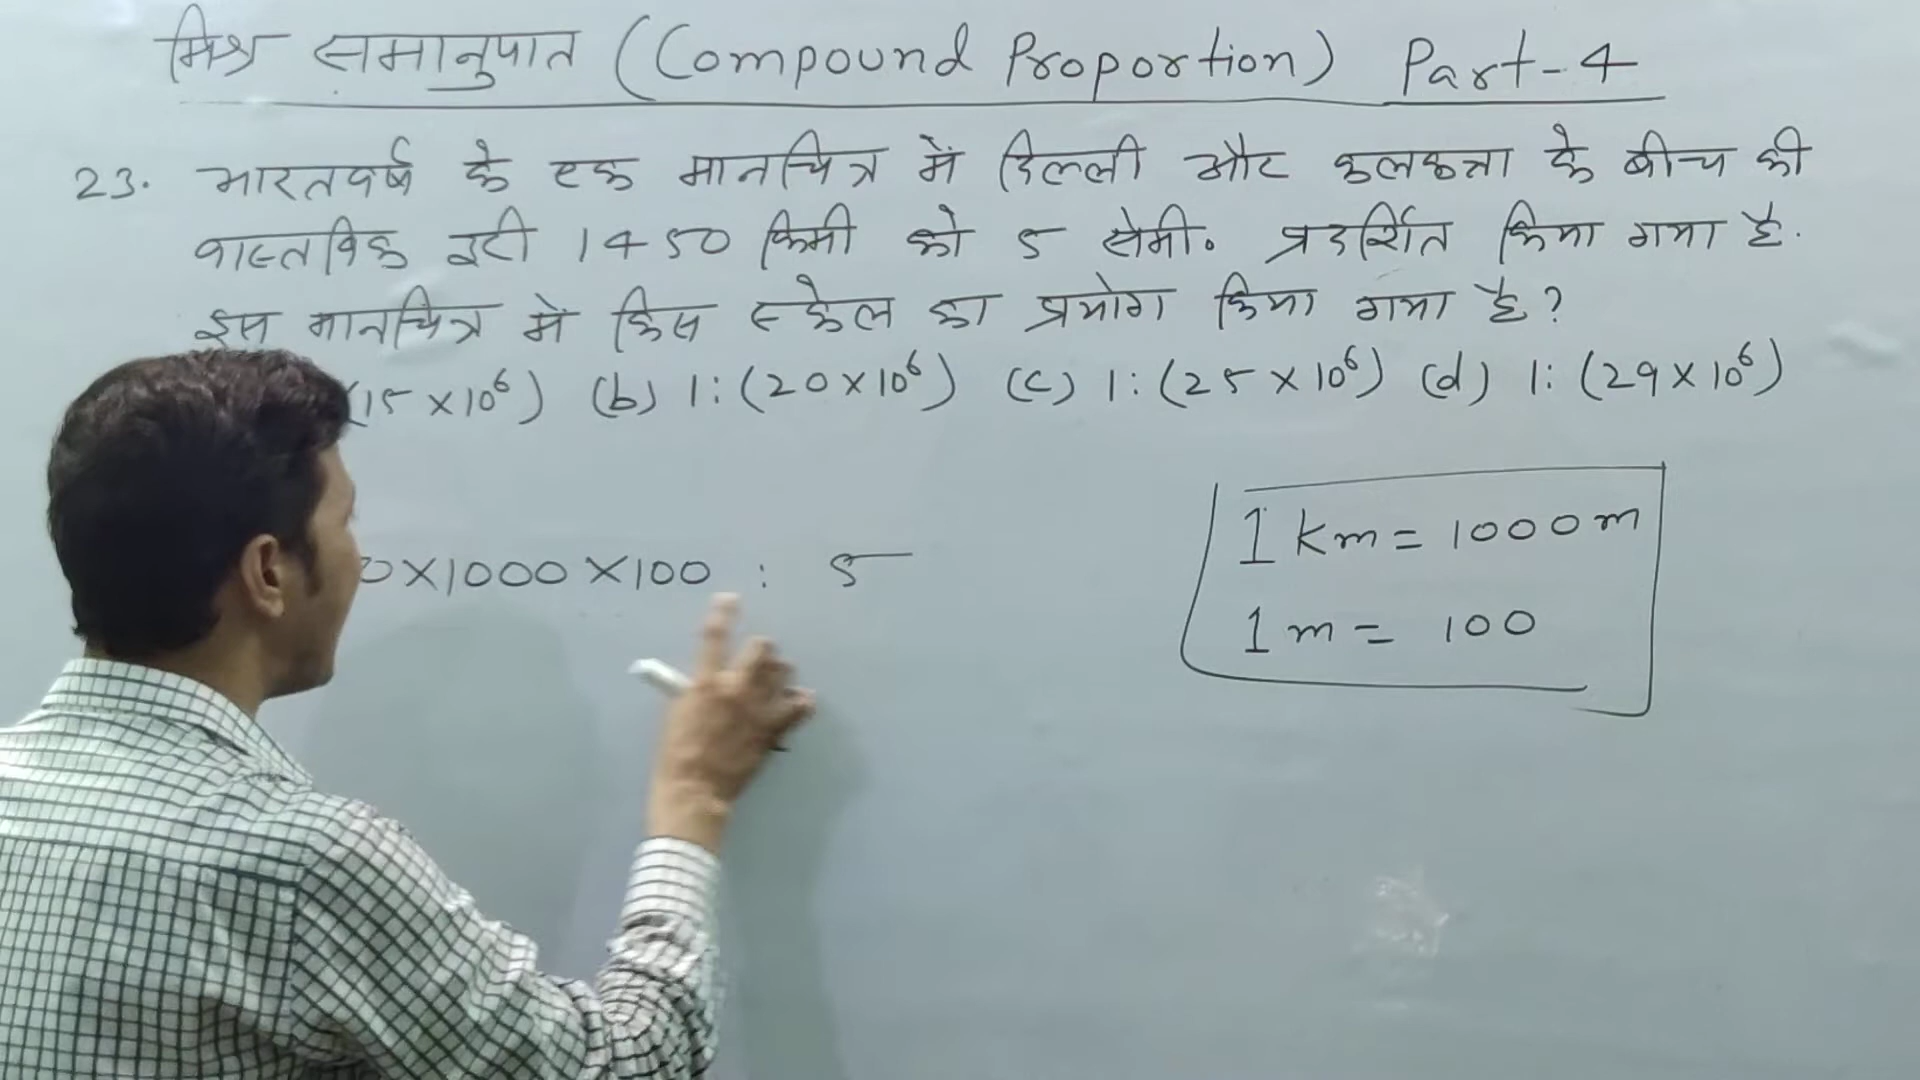 मिश्र समानुपात (Compound Proportion) Part-4
23. भारतवर्ष के एक मानचित्र में दिल्ली और कलकत्ता के बीच की
वास्तविक दूरी 1450 किमी को 5 सेमी. प्रदर्शित किया गया है.
इस मानचित्र में किस स्केल का प्रयोग किया गया है?
(15×10⁶) (b) 1:(20×10⁶) (c) 1:(25×10⁶) (d) 1:(29×10⁶)
0×1000×100 : 5
1 km = 1000m
1 m = 100